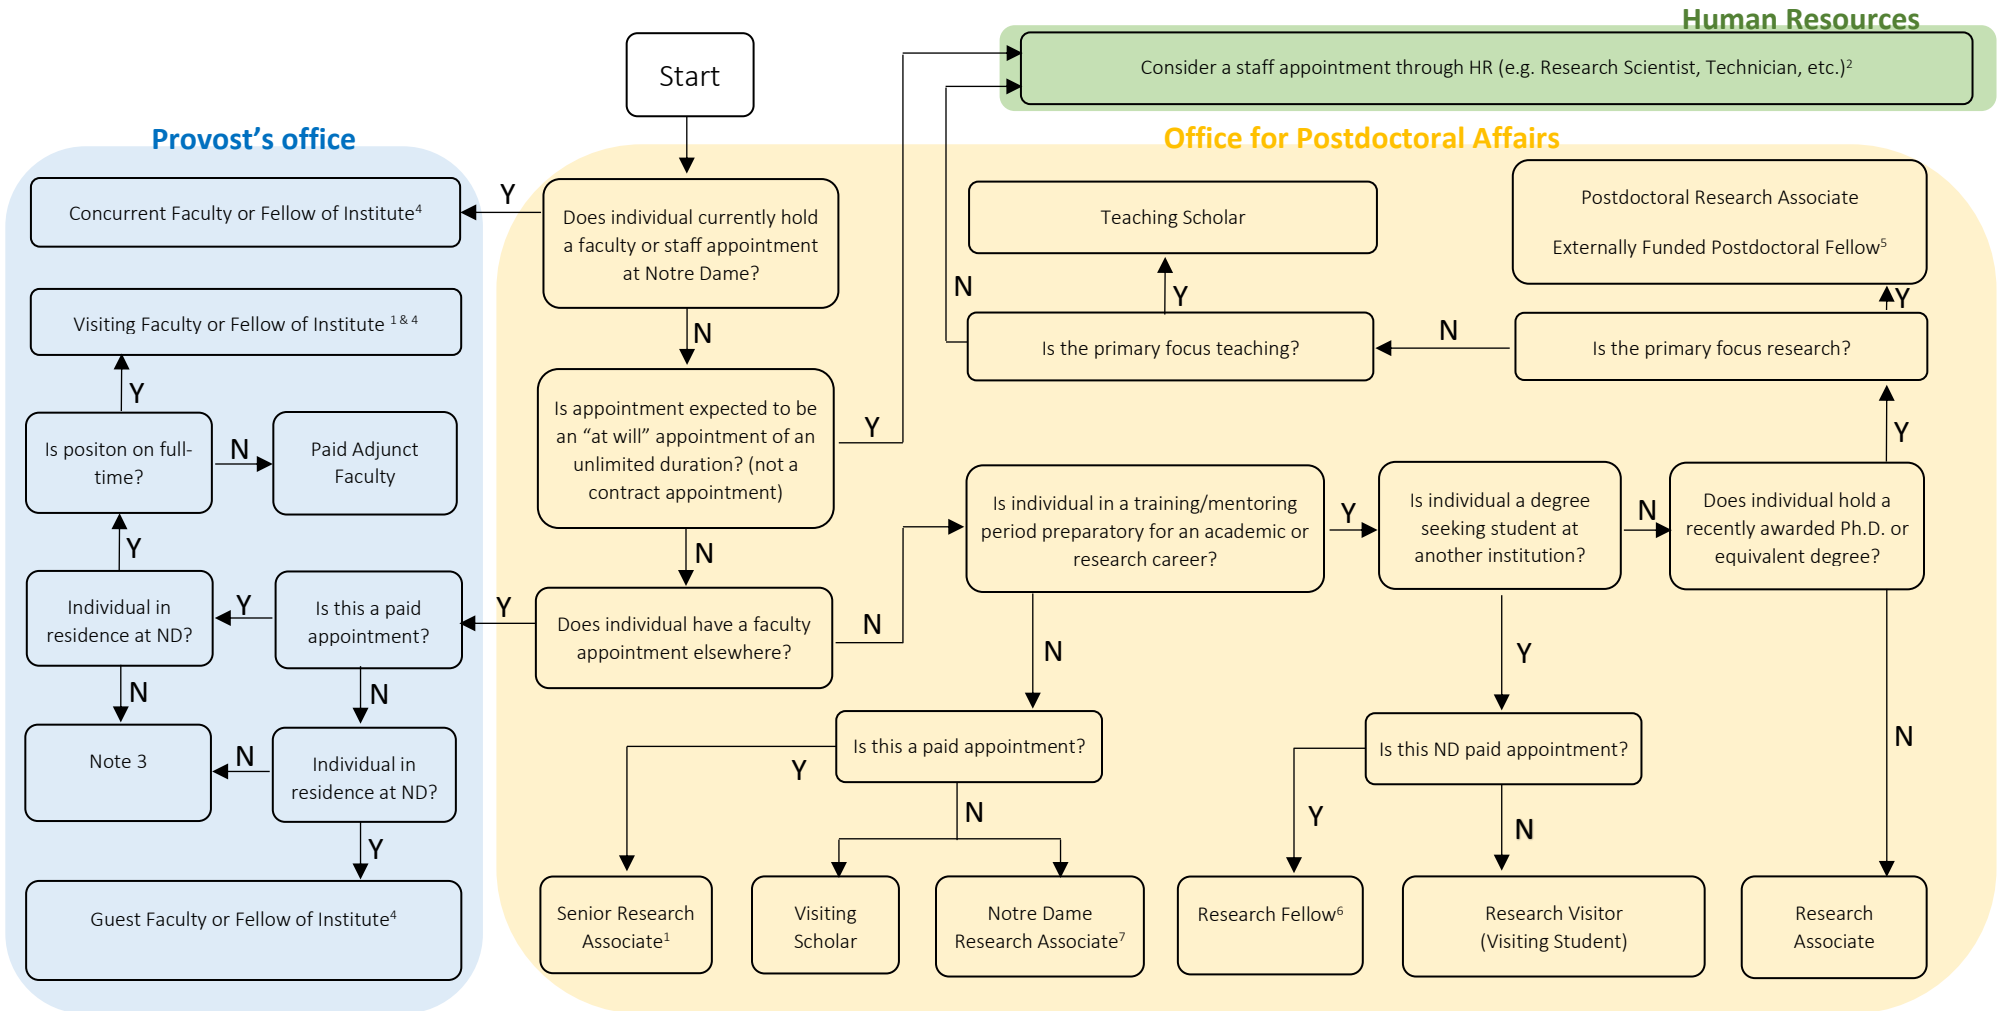 Human Resources
Start
Consider a staff appointment through HR (e.g. Research Scientist, Technician, etc.)²
Provost's office
Office for Postdoctoral Affairs
Concurrent Faculty or Fellow of Institute⁴
Y
Does individual currently hold
a faculty or staff appointment
at Notre Dame?
Teaching Scholar
Postdoctoral Research Associate
Externally Funded Postdoctoral Fellow⁵
N
Y
Y
Visiting Faculty or Fellow of Institute ¹ & ⁴
N
Is the primary focus teaching?
N
Is the primary focus research?
Y
Is positon on full-
time?
N
Paid Adjunct
Faculty
Is appointment expected to be
an “at will” appointment of an
unlimited duration? (not a
contract appointment)
Y
Y
Is individual in a training/mentoring
period preparatory for an academic or
research career?
Y
Is individual a degree
seeking student at
another institution?
N
Does individual hold a
recently awarded Ph.D. or
equivalent degree?
Y
N
Individual in
residence at ND?
Y
Is this a paid
appointment?
Y
Does individual have a faculty
appointment elsewhere?
N
N
Y
N
N
Note 3
N
Individual in
residence at ND?
Is this a paid appointment?
Y
Is this ND paid appointment?
N
Y
N
Y
N
Guest Faculty or Fellow of Institute⁴
Senior Research
Associate¹
Visiting
Scholar
Notre Dame
Research Associate⁷
Research Fellow⁶
Research Visitor
(Visiting Student)
Research
Associate